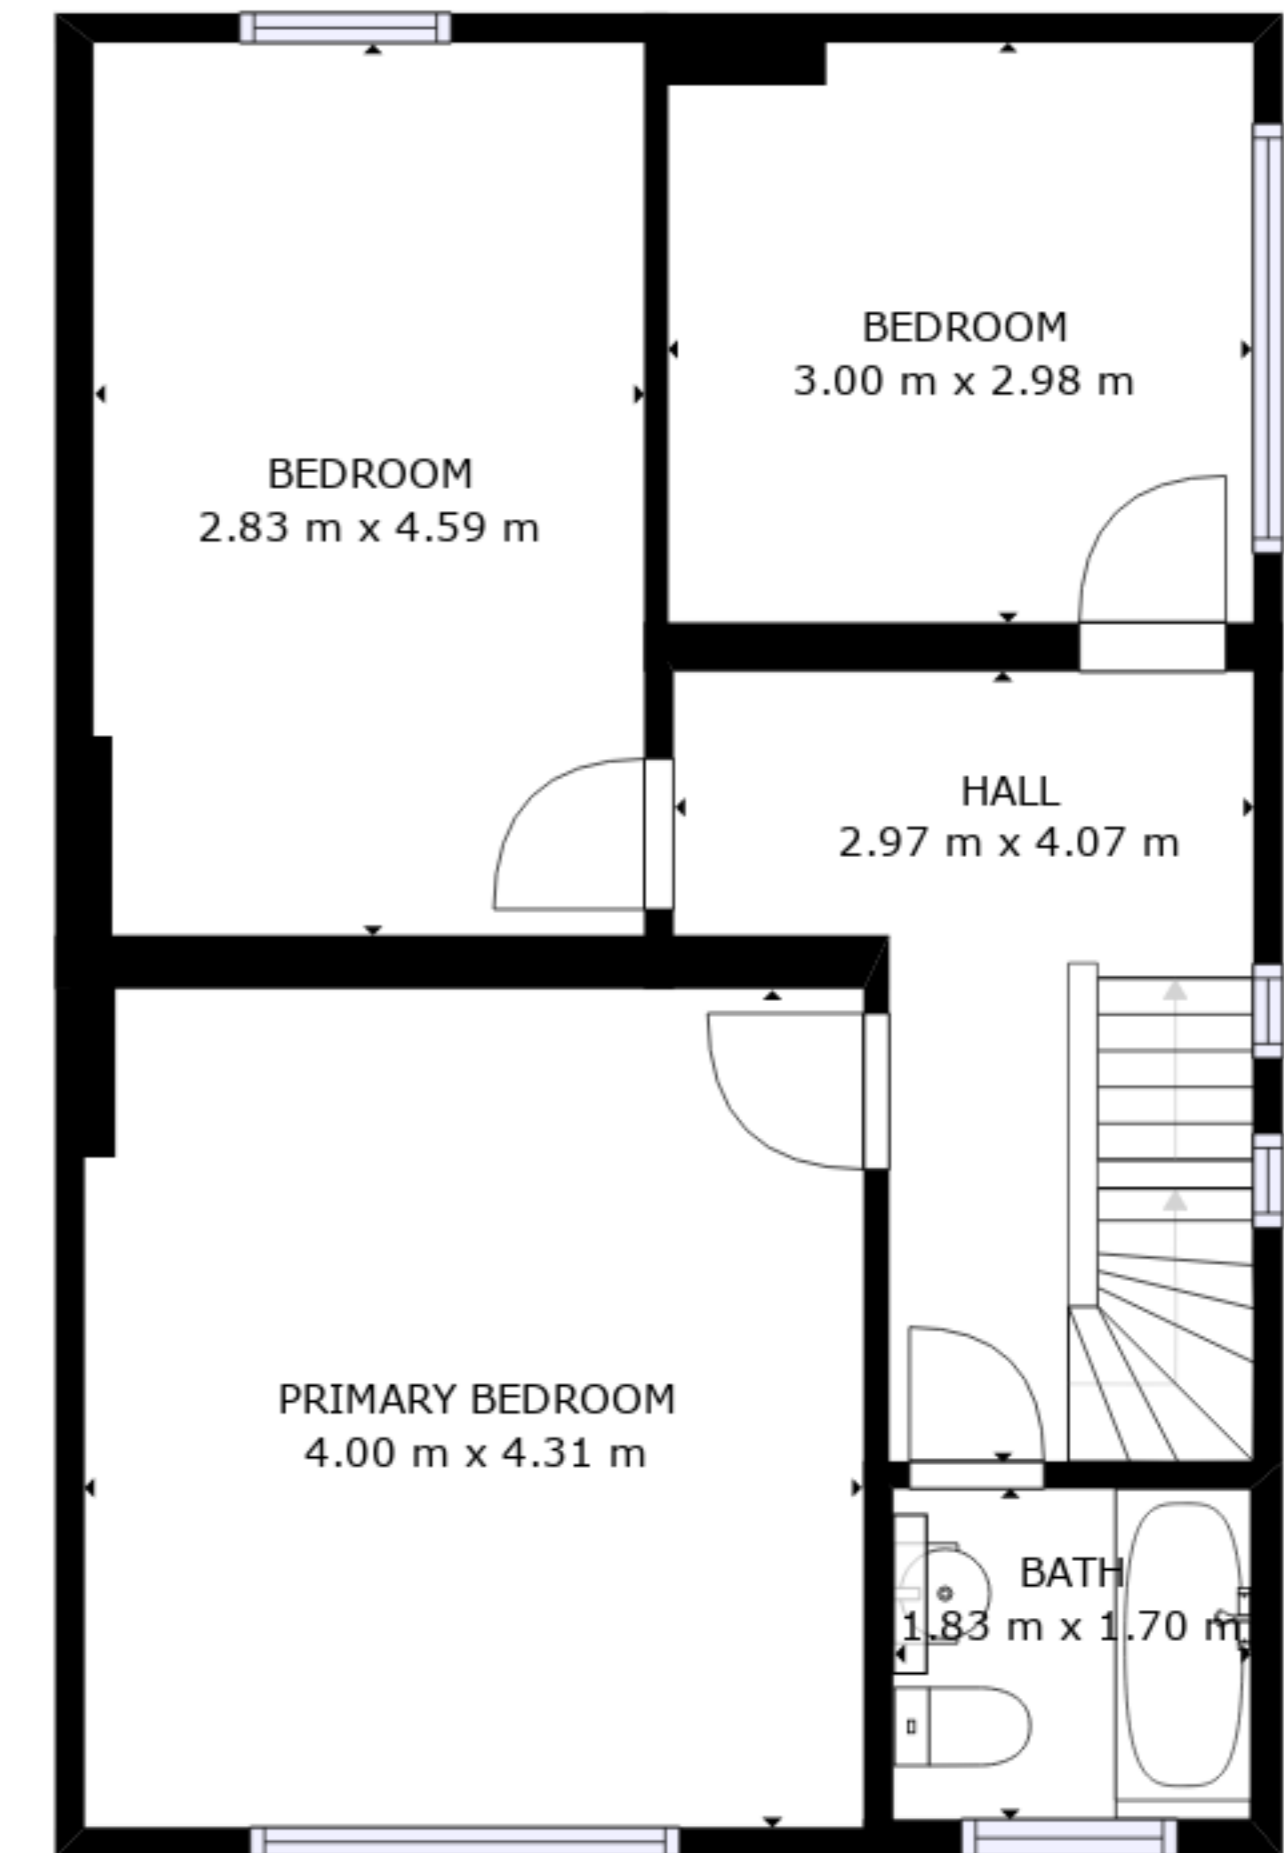 BEDROOM
3.00 m x 2.98 m
BEDROOM
2.83 m x 4.59 m
HALL
2.97 m x 4.07 m
PRIMARY BEDROOM
4.00 m x 4.31 m
BATH
1.83 m x 1.70 m